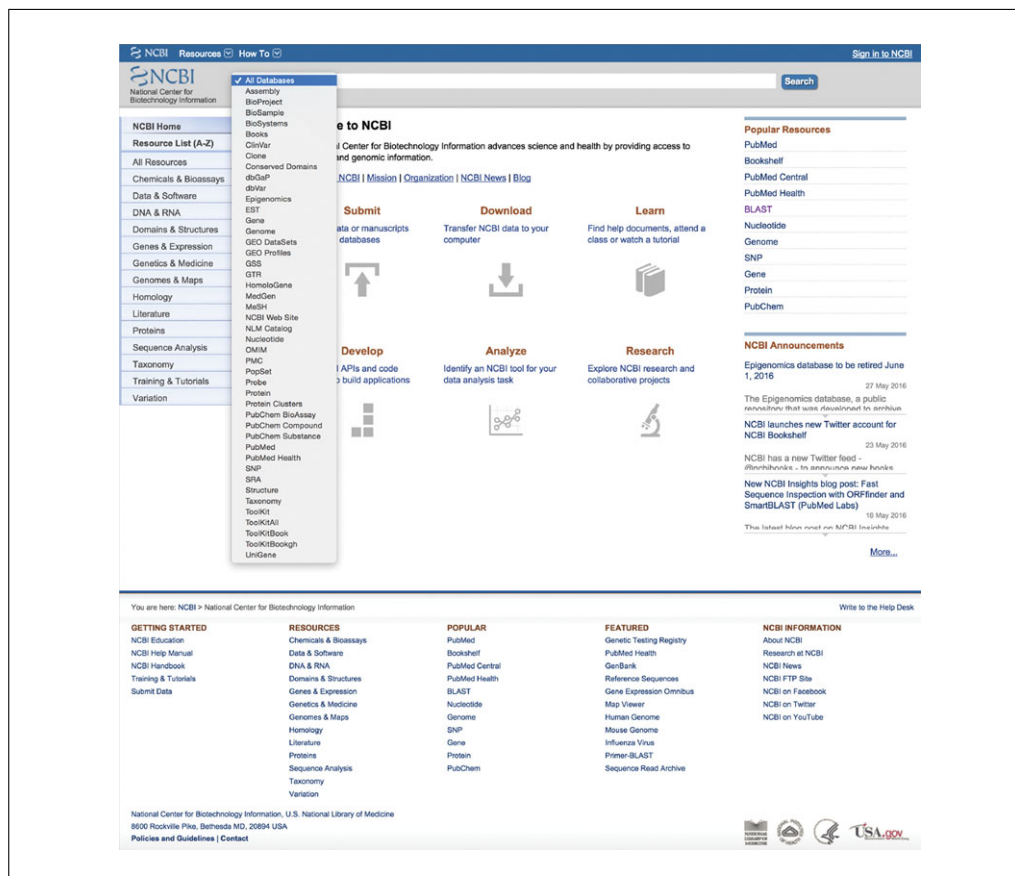 NCBI Resources How To Sign in to NCBI
NCBI
National Center for
Biotechnology Information
✓ All Databases
Search
Assembly
BioProject
BioSample
BioSystems
Books
ClinVar
Clone
Conserved Domains
dbGaP
dbVar
Epigenomics
EST
Gene
Genome
GEO DataSets
GEO Profiles
GSS
GTR
HomoloGene
MedGen
MeSH
NCBI Web Site
NLM Catalog
Nucleotide
OMIM
PMC
PopSet
Probe
Protein
Protein Clusters
PubChem BioAssay
PubChem Compound
PubChem Substance
PubMed
PubMed Health
SNP
SRA
Structure
Taxonomy
ToolKit
ToolKitAll
ToolKitBook
ToolKitBookgh
UniGene
NCBI Home
Resource List (A-Z)
All Resources
Chemicals & Bioassays
Data & Software
DNA & RNA
Domains & Structures
Genes & Expression
Genetics & Medicine
Genomes & Maps
Homology
Literature
Proteins
Sequence Analysis
Taxonomy
Training & Tutorials
Variation
e to NCBI
l Center for Biotechnology Information advances science and health by providing access to
nd genomic information.
NCBI | Mission | Organization | NCBI News | Blog
Submit
ata or manuscripts
databases
Download
Transfer NCBI data to your
computer
Learn
Find help documents, attend a
class or watch a tutorial
Develop
APIs and code
build applications
Analyze
Identify an NCBI tool for your
data analysis task
Research
Explore NCBI research and
collaborative projects
Popular Resources
PubMed
Bookshelf
PubMed Central
PubMed Health
BLAST
Nucleotide
Genome
SNP
Gene
Protein
PubChem
NCBI Announcements
Epigenomics database to be retired June
1, 2016
27 May 2016
The Epigenomics database, a public
repository that was developed to archive
NCBI launches new Twitter account for
NCBI Bookshelf
23 May 2016
NCBI has a new Twitter feed -
@ncbibooks - to announce new books
New NCBI Insights blog post: Fast
Sequence Inspection with ORFfinder and
SmartBLAST (PubMed Labs)
16 May 2016
The latest blog post on NCBI Insights
More...
You are here: NCBI > National Center for Biotechnology Information
Write to the Help Desk
GETTING STARTED
NCBI Education
NCBI Help Manual
NCBI Handbook
Training & Tutorials
Submit Data
RESOURCES
Chemicals & Bioassays
Data & Software
DNA & RNA
Domains & Structures
Genes & Expression
Genetics & Medicine
Genomes & Maps
Homology
Literature
Proteins
Sequence Analysis
Taxonomy
Variation
POPULAR
PubMed
Bookshelf
PubMed Central
PubMed Health
BLAST
Nucleotide
Genome
SNP
Gene
Protein
PubChem
FEATURED
Genetic Testing Registry
PubMed Health
GenBank
Reference Sequences
Gene Expression Omnibus
Map Viewer
Human Genome
Mouse Genome
Influenza Virus
Primer-BLAST
Sequence Read Archive
NCBI INFORMATION
About NCBI
Research at NCBI
NCBI News
NCBI FTP Site
NCBI on Facebook
NCBI on Twitter
NCBI on YouTube
National Center for Biotechnology Information, U.S. National Library of Medicine
8600 Rockville Pike, Bethesda MD, 20894 USA
Policies and Guidelines | Contact
USA.gov